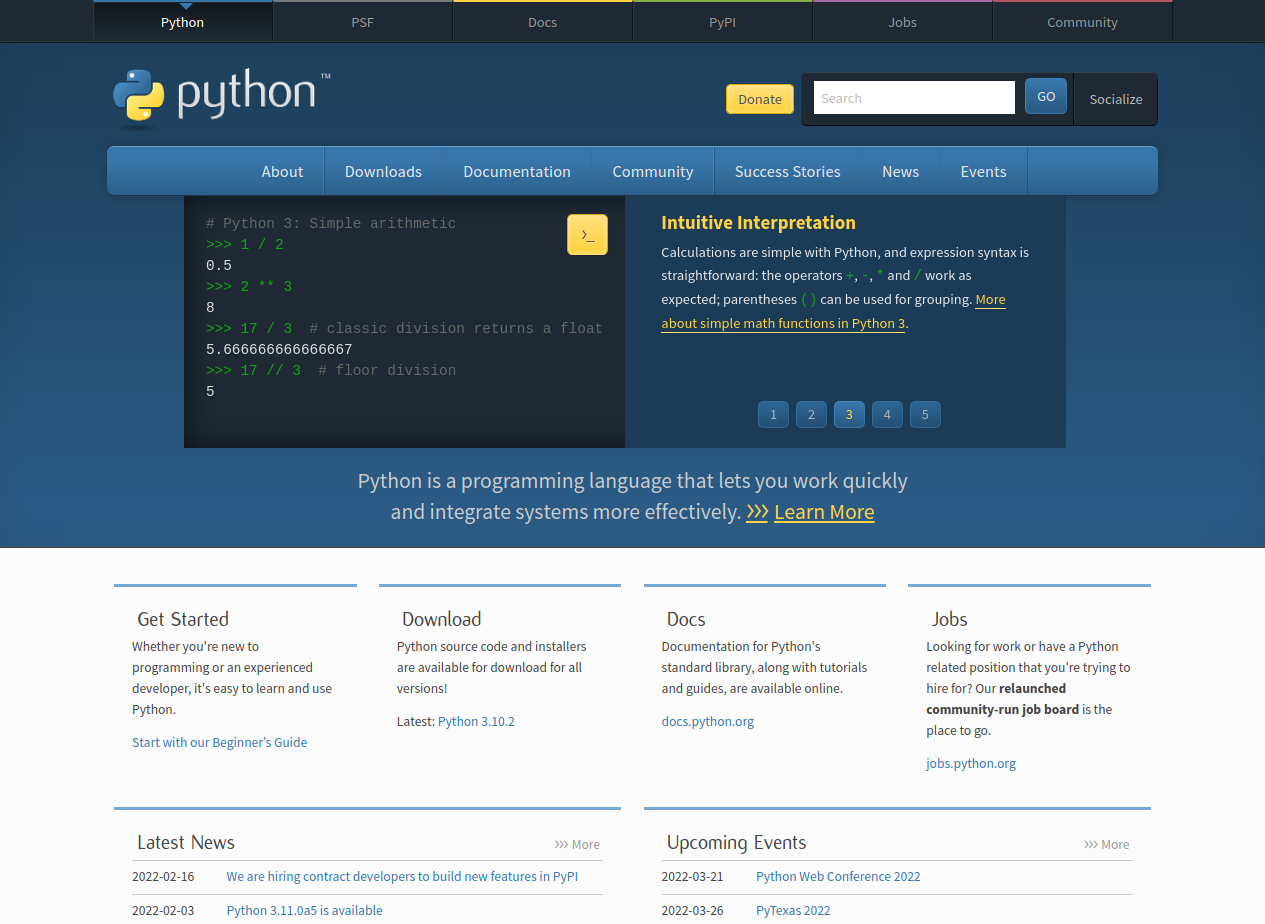 Python PSF Docs PyPI Jobs Community
python™
Donate Search GO Socialize
About Downloads Documentation Community Success Stories News Events
# Python 3: Simple arithmetic
>>> 1 / 2
0.5
>>> 2 ** 3
8
>>> 17 / 3  # classic division returns a float
5.666666666666667
>>> 17 // 3  # floor division
5
>_
Intuitive Interpretation
Calculations are simple with Python, and expression syntax is
straightforward: the operators +, -, * and / work as
expected; parentheses () can be used for grouping. More
about simple math functions in Python 3.
1 2 3 4 5
Python is a programming language that lets you work quickly
and integrate systems more effectively. >>> Learn More
Get Started
Whether you're new to
programming or an experienced
developer, it's easy to learn and use
Python.
Start with our Beginner’s Guide
Download
Python source code and installers
are available for download for all
versions!
Latest: Python 3.10.2
Docs
Documentation for Python's
standard library, along with tutorials
and guides, are available online.
docs.python.org
Jobs
Looking for work or have a Python
related position that you're trying to
hire for? Our relaunched
community-run job board is the
place to go.
jobs.python.org
Latest News >>> More
2022-02-16 We are hiring contract developers to build new features in PyPI
2022-02-03 Python 3.11.0a5 is available
Upcoming Events >>> More
2022-03-21 Python Web Conference 2022
2022-03-26 PyTexas 2022